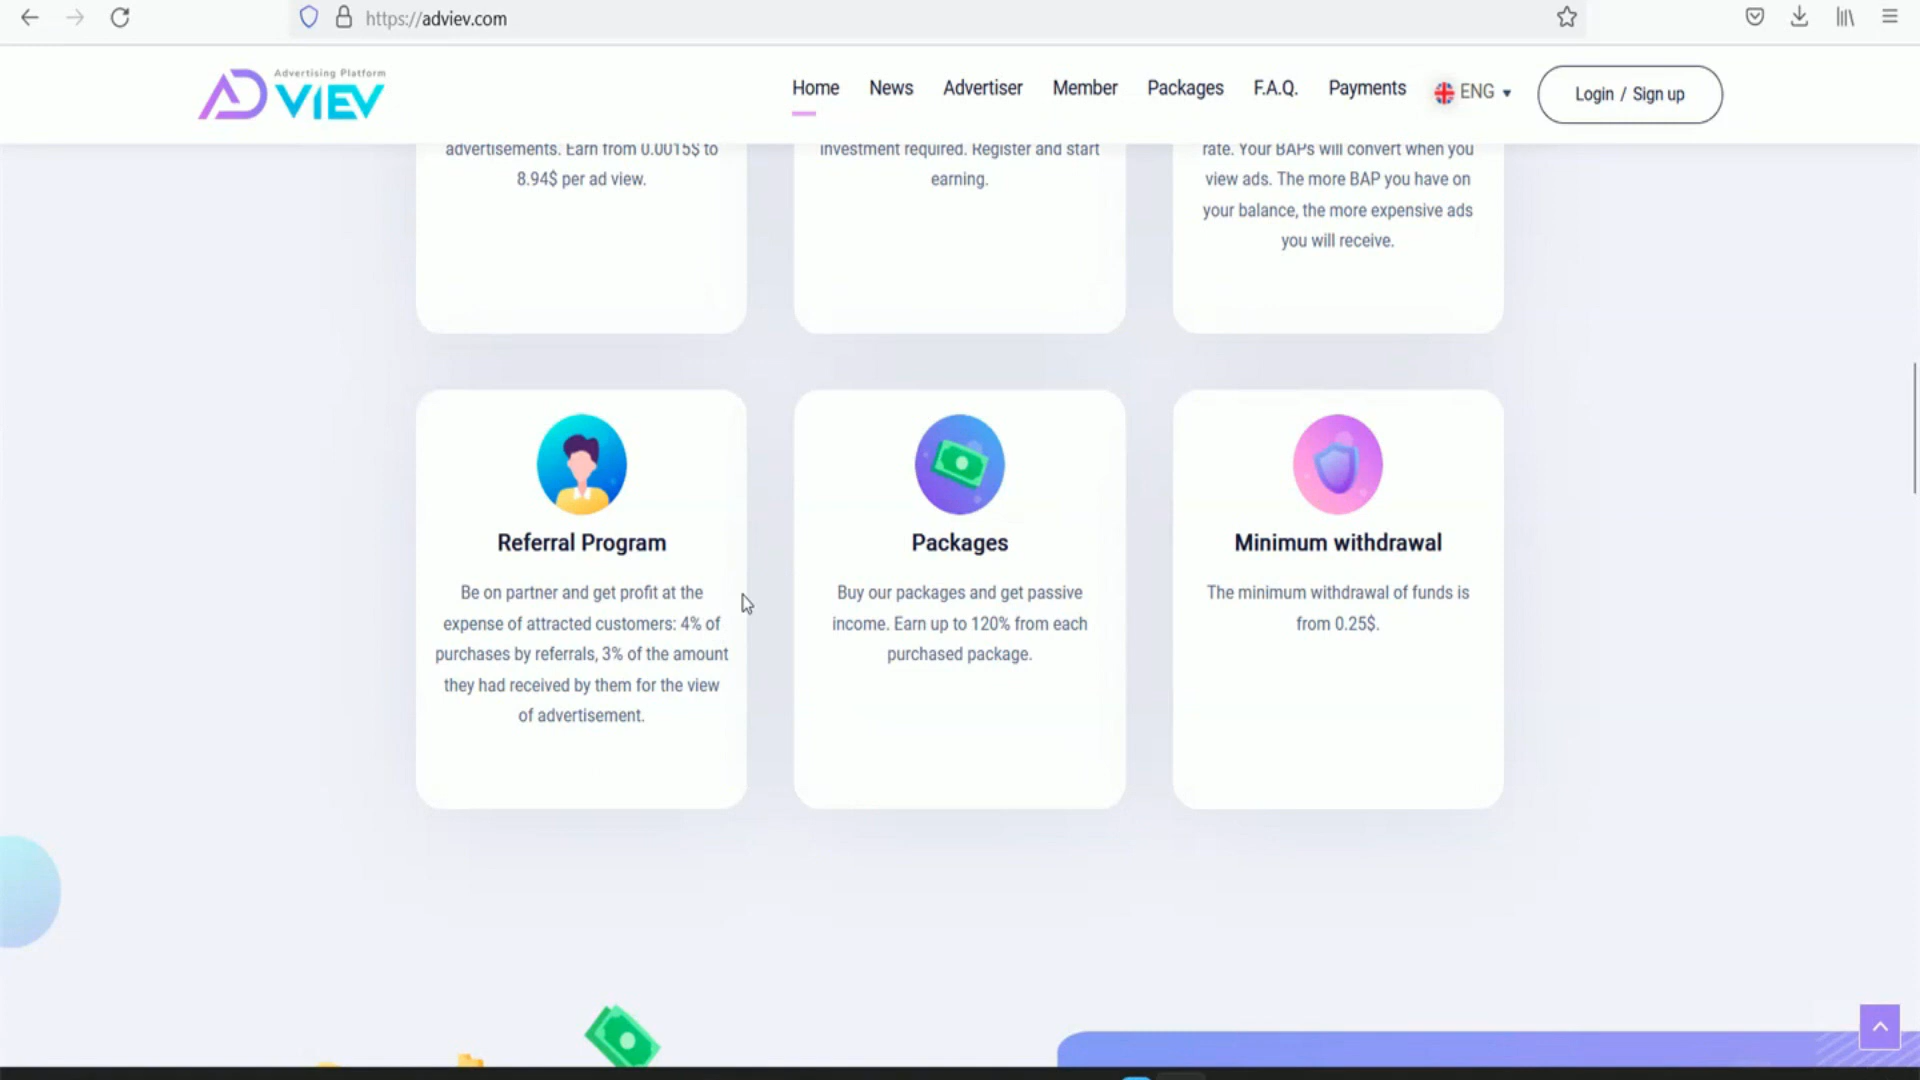 https://adviev.com
Advertising Platform
AD VIEV
Home News Advertiser Member Packages F.A.Q. Payments ENG Login / Sign up
advertisements. Earn from 0.0015$ to
8.94$ per ad view.
investment required. Register and start
earning.
rate. Your BAPs will convert when you
view ads. The more BAP you have on
your balance, the more expensive ads
you will receive.
Referral Program
Be on partner and get profit at the
expense of attracted customers: 4% of
purchases by referrals, 3% of the amount
they had received by them for the view
of advertisement.
Packages
Buy our packages and get passive
income. Earn up to 120% from each
purchased package.
Minimum withdrawal
The minimum withdrawal of funds is
from 0.25$.